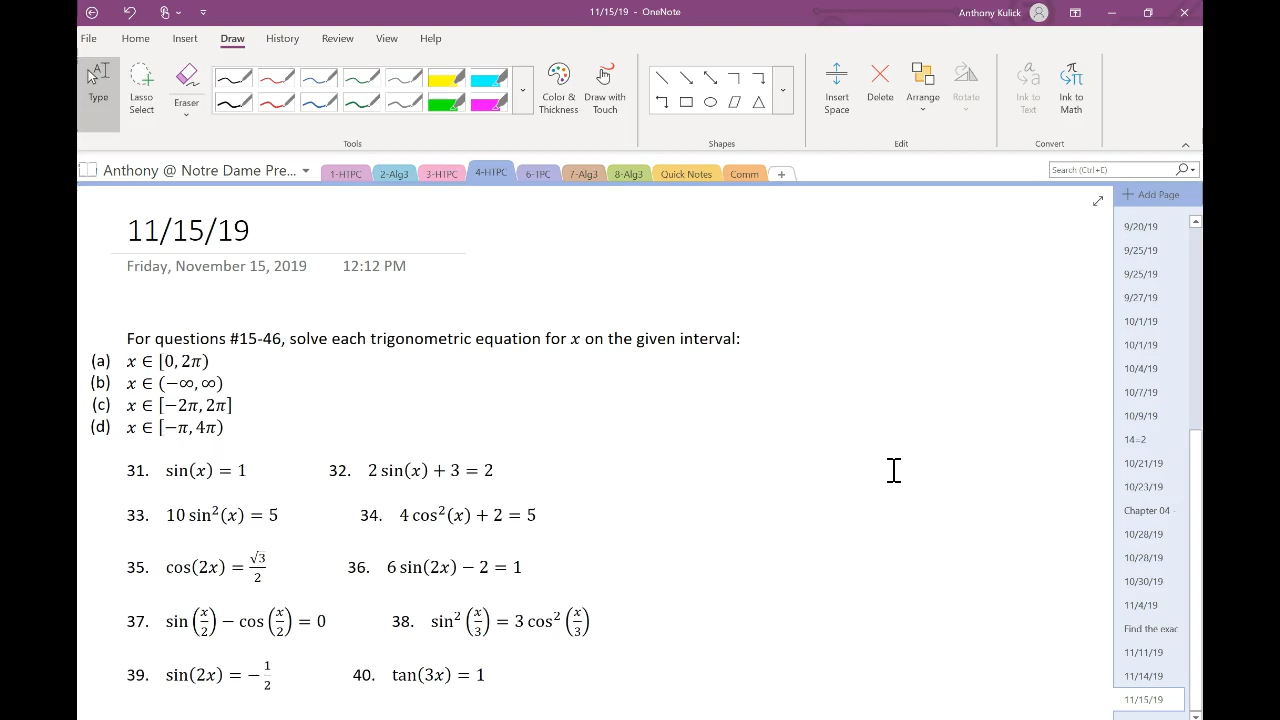 11/15/19 - OneNote
Anthony Kulick
File Home Insert Draw History Review View Help
Type
Lasso Select
Eraser
Color & Thickness
Draw with Touch
Insert Space
Delete
Arrange
Rotate
Ink to Text
Ink to Math
Tools
Shapes
Edit
Convert
Anthony @ Notre Dame Pre...
1-HTPC 2-Alg3 3-HTPC 4-HTPC 6-TPC 7-Alg3 8-Alg3 Quick Notes Comm +
Search (Ctrl+E)
11/15/19
Friday, November 15, 2019 12:12 PM
For questions #15-46, solve each trigonometric equation for x on the given interval:
(a) x ∈ [0, 2π)
(b) x ∈ (−∞, ∞)
(c) x ∈ [−2π, 2π]
(d) x ∈ [−π, 4π)
31. sin(x) = 1 32. 2 sin(x) + 3 = 2
33. 10 sin²(x) = 5 34. 4 cos²(x) + 2 = 5
35. cos(2x) = √3/2 36. 6 sin(2x) − 2 = 1
37. sin(x/2) − cos(x/2) = 0 38. sin²(x/3) = 3 cos²(x/3)
39. sin(2x) = −1/2 40. tan(3x) = 1
Add Page
9/20/19
9/25/19
9/25/19
9/27/19
10/1/19
10/1/19
10/4/19
10/7/19
10/9/19
14=2
10/21/19
10/23/19
Chapter 04 -
10/28/19
10/28/19
10/30/19
11/4/19
Find the exac
11/11/19
11/14/19
11/15/19